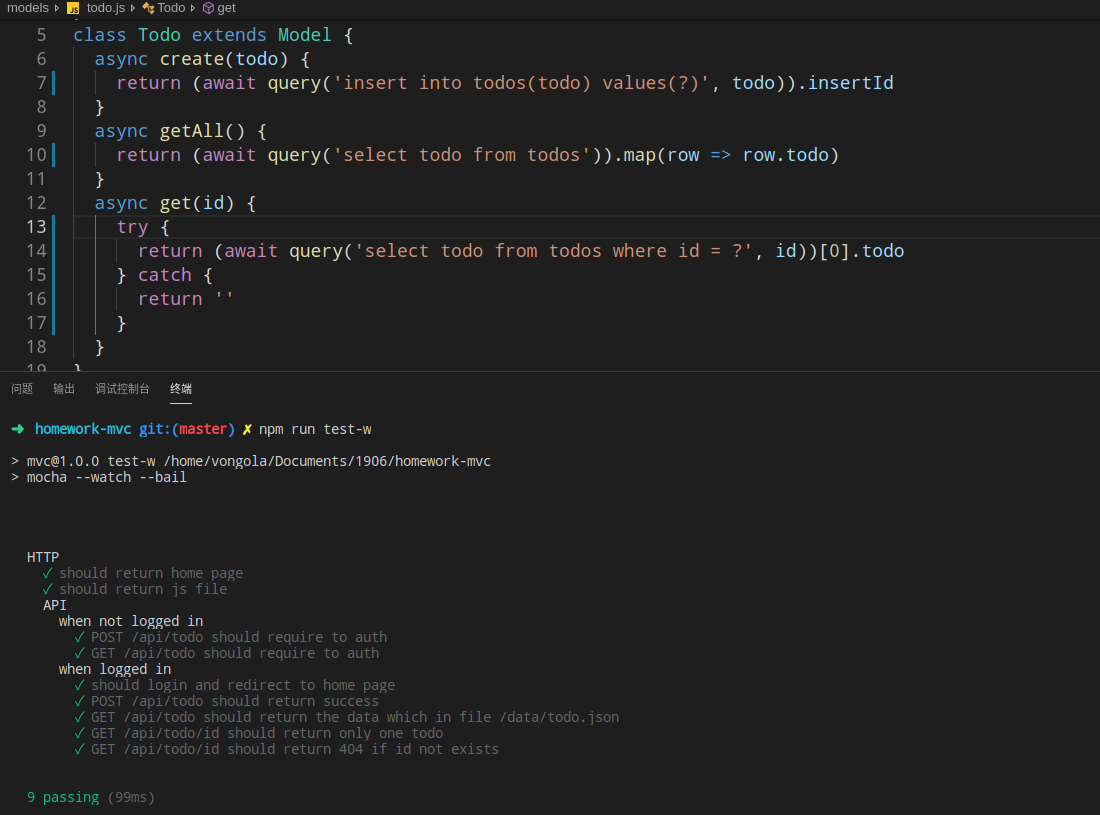 models > JS todo.js > Todo > get
5 class Todo extends Model {
6 async create(todo) {
7 return (await query('insert into todos(todo) values(?)', todo)).insertId
8 }
9 async getAll() {
10 return (await query('select todo from todos')).map(row => row.todo)
11 }
12 async get(id) {
13 try {
14 return (await query('select todo from todos where id = ?', id))[0].todo
15 } catch {
16 return ''
17 }
18 }
19 }
问题 输出 调试控制台 终端
➜ homework-mvc git:(master) ✗ npm run test-w
> mvc@1.0.0 test-w /home/vongola/Documents/1906/homework-mvc
> mocha --watch --bail
HTTP
✓ should return home page
✓ should return js file
API
when not logged in
✓ POST /api/todo should require to auth
✓ GET /api/todo should require to auth
when logged in
✓ should login and redirect to home page
✓ POST /api/todo should return success
✓ GET /api/todo should return the data which in file /data/todo.json
✓ GET /api/todo/id should return only one todo
✓ GET /api/todo/id should return 404 if id not exists
9 passing (99ms)